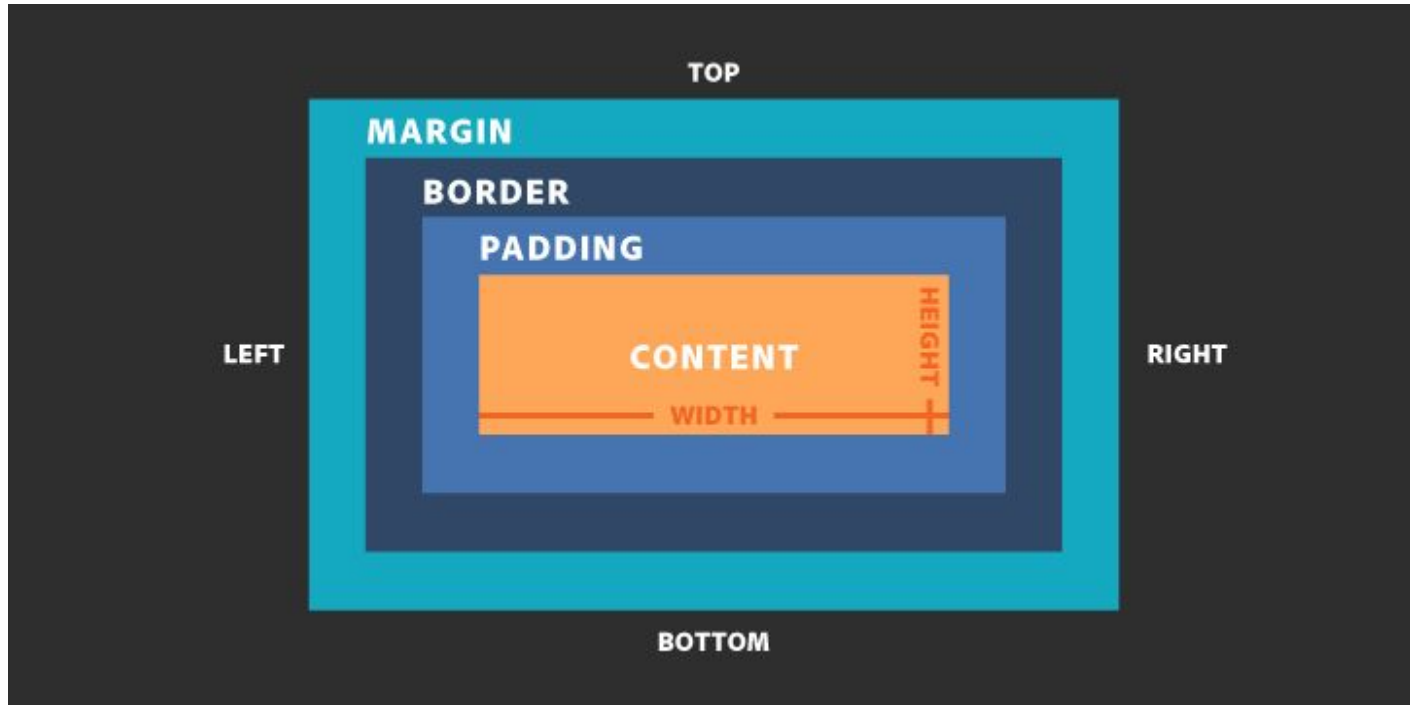 TOP
MARGIN
BORDER
PADDING
HEIGHT
LEFT
CONTENT
RIGHT
WIDTH
BOTTOM